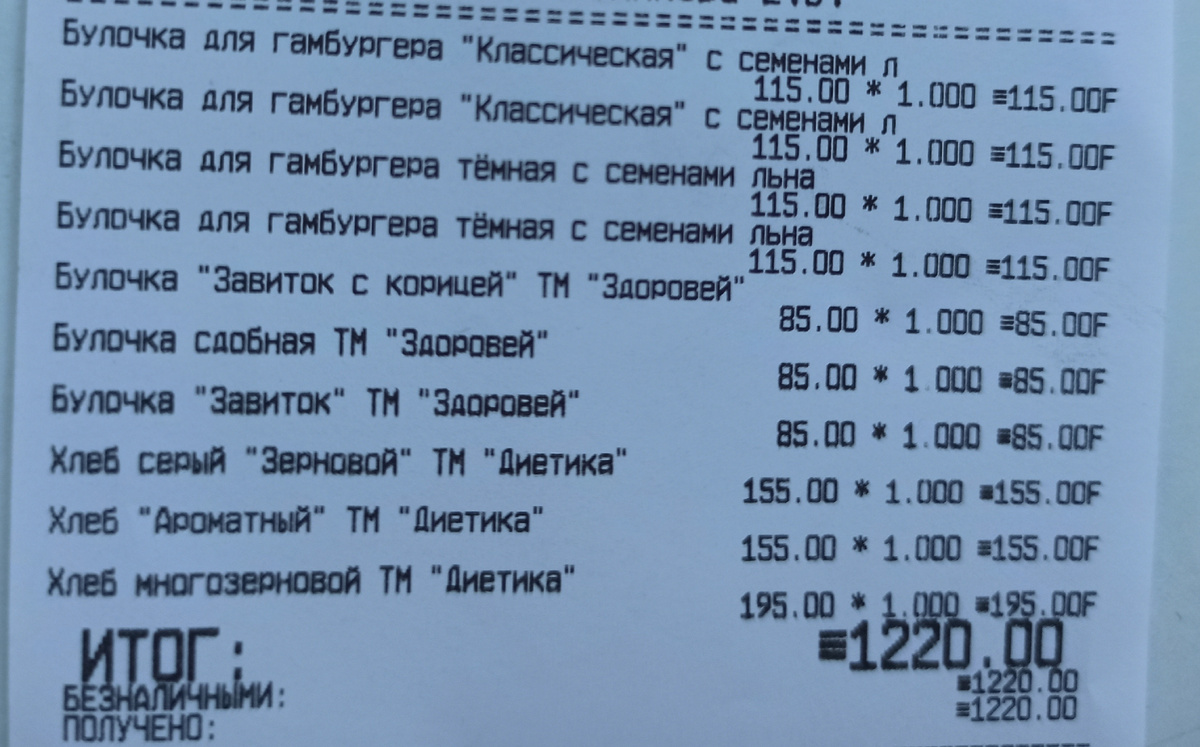 ==========================================
Булочка для гамбургера "Классическая" с семенами л
115.00 * 1.000 =115.00F
Булочка для гамбургера "Классическая" с семенами л
115.00 * 1.000 =115.00F
Булочка для гамбургера тёмная с семенами льна
115.00 * 1.000 =115.00F
Булочка для гамбургера тёмная с семенами льна
115.00 * 1.000 =115.00F
Булочка "Завиток с корицей" ТМ "Здоровей"
85.00 * 1.000 =85.00F
Булочка сдобная ТМ "Здоровей"
85.00 * 1.000 =85.00F
Булочка "Завиток" ТМ "Здоровей"
85.00 * 1.000 =85.00F
Хлеб серый "Зерновой" ТМ "Диетика"
155.00 * 1.000 =155.00F
Хлеб "Ароматный" ТМ "Диетика"
155.00 * 1.000 =155.00F
Хлеб многозерновой ТМ "Диетика"
195.00 * 1.000 =195.00F
ИТОГ: =1220.00
БЕЗНАЛИЧНЫМИ: =1220.00
ПОЛУЧЕНО: =1220.00